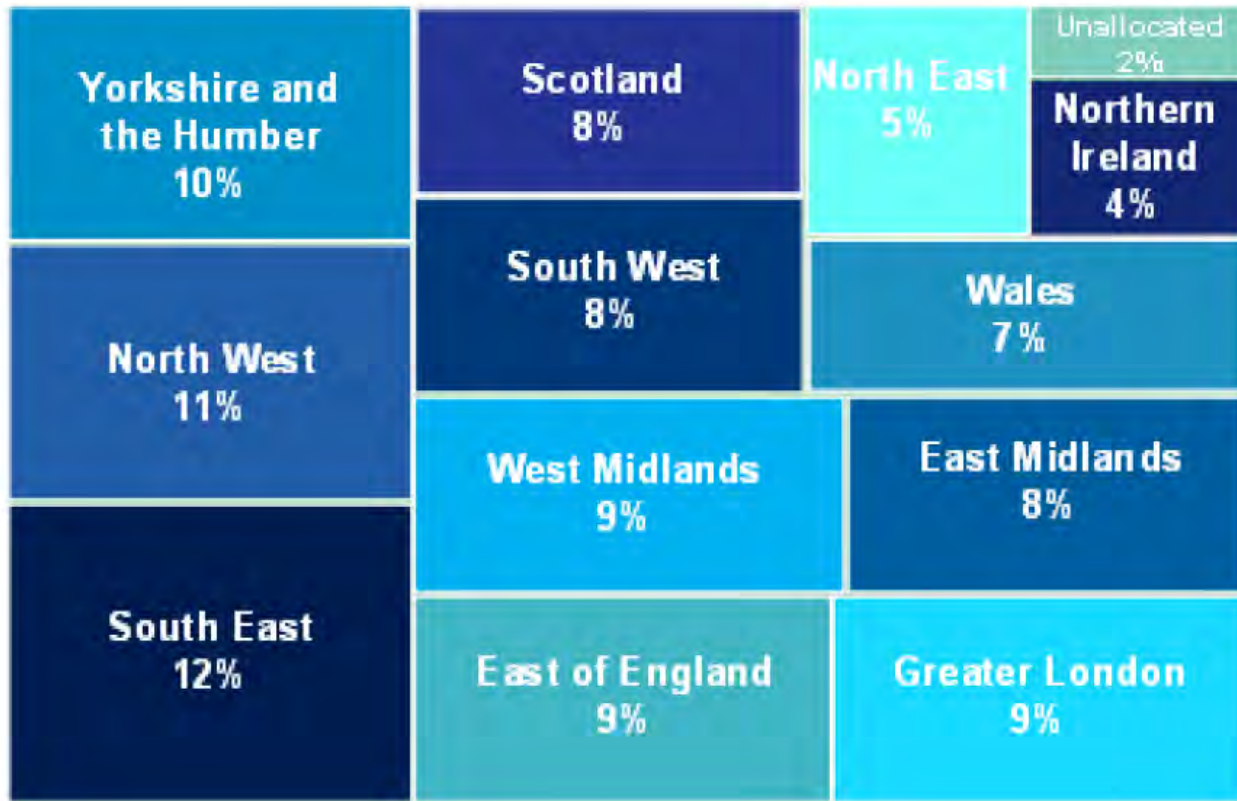 Yorkshire and
the Humber
10%
North West
11%
South East
12%
Scotland
8%
South West
8%
North East
5%
Unallocated
2%
Northern
Ireland
4%
Wales
7%
West Midlands
9%
East Midlands
8%
East of England
9%
Greater London
9%